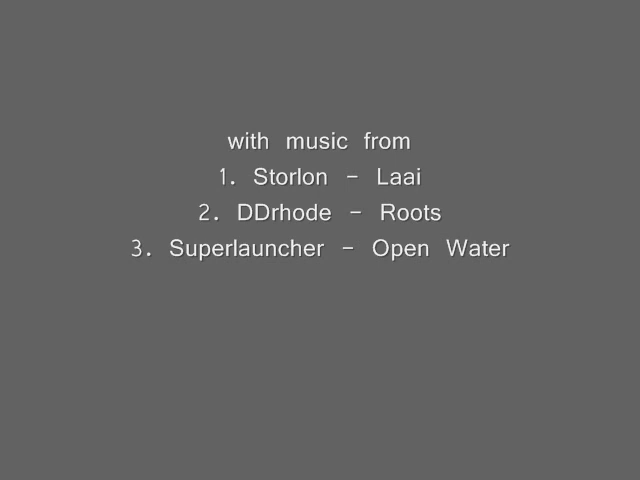 with music from
1. Storlon - Laai
2. DDrhode - Roots
3. Superlauncher - Open Water